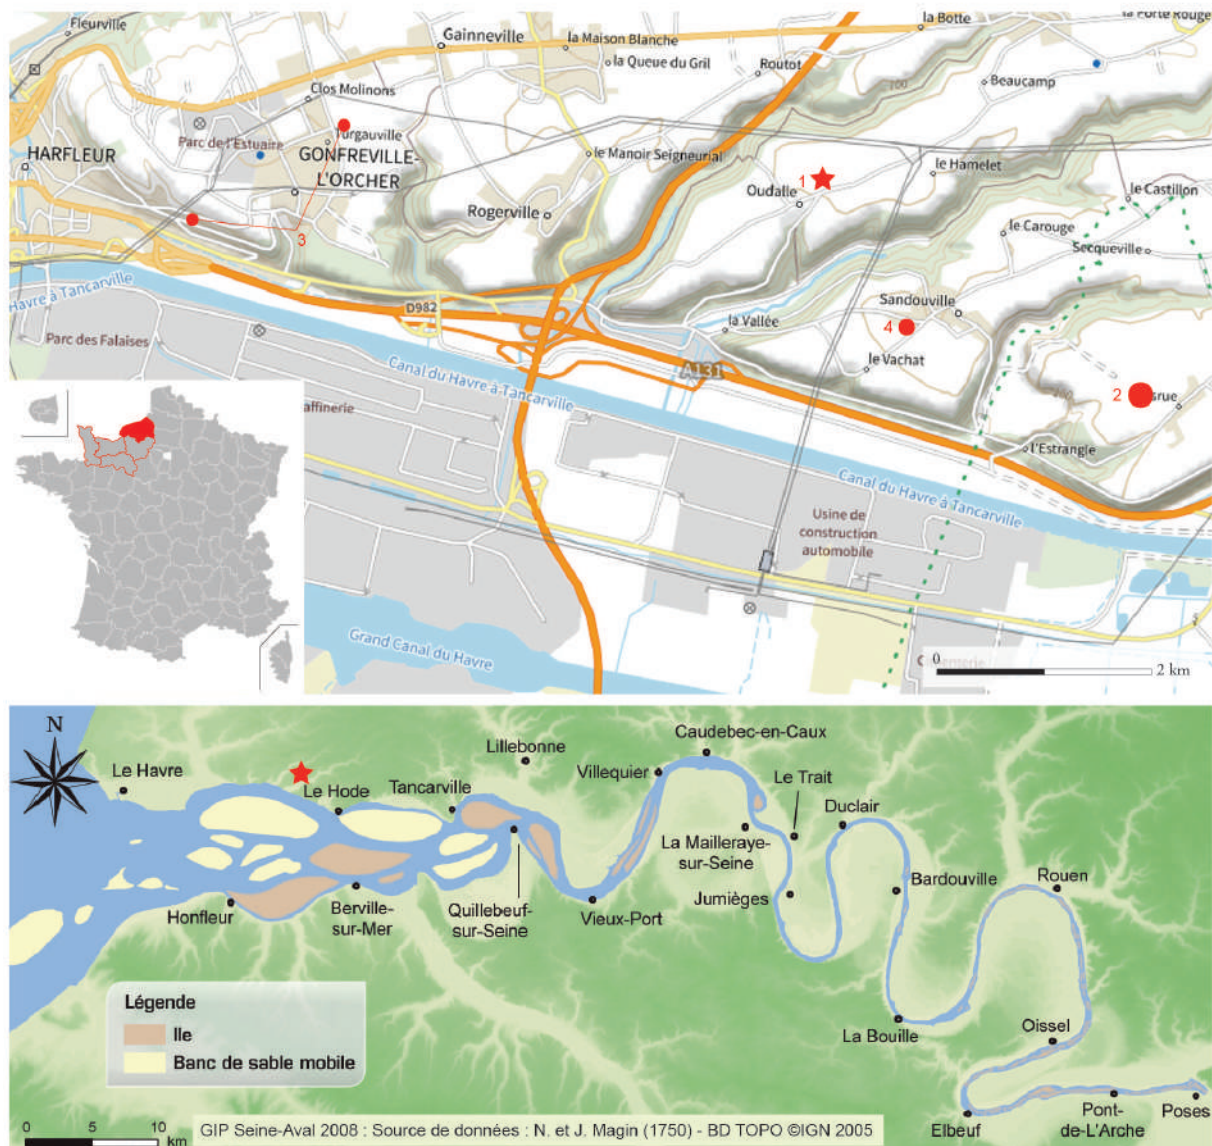 Fleurville
Gainneville
la Maison Blanche
la Queue du Gril
la Botte
Routot
Beaucamp
Clos Molinons
Turgauville
Parc de l'Estuaire
HARFLEUR
GONFREVILLE-
L'ORCHER
le Manoir Seigneurial
1
Oudalle
le Hamelet
le Castillon
Rogerville
3
le Carouge
Secqueville
Havre à Tancarville
D982
Sandouville
4
la Vallée
le Vachat
Parc des Falaises
Canal du Havre à Tancarville
A131
2
l'Estrangle
Canal du Havre à Tancarville
Usine de
construction
automobile
Grand Canal du Havre
0
2 km
N
Le Havre
Le Hode
Tancarville
Lillebonne
Villequier
Caudebec-en-Caux
Le Trait
Duclair
La Mailleraye-
sur-Seine
Jumièges
Bardouville
Rouen
Honfleur
Berville-
sur-Mer
Quillebeuf-
sur-Seine
Vieux-Port
La Bouille
Oissel
Légende
Ile
Banc de sable mobile
Elbeuf
Pont-
de-L'Arche
Poses
0 5 10
km
GIP Seine-Aval 2008 : Source de données : N. et J. Magin (1750) - BD TOPO ©IGN 2005